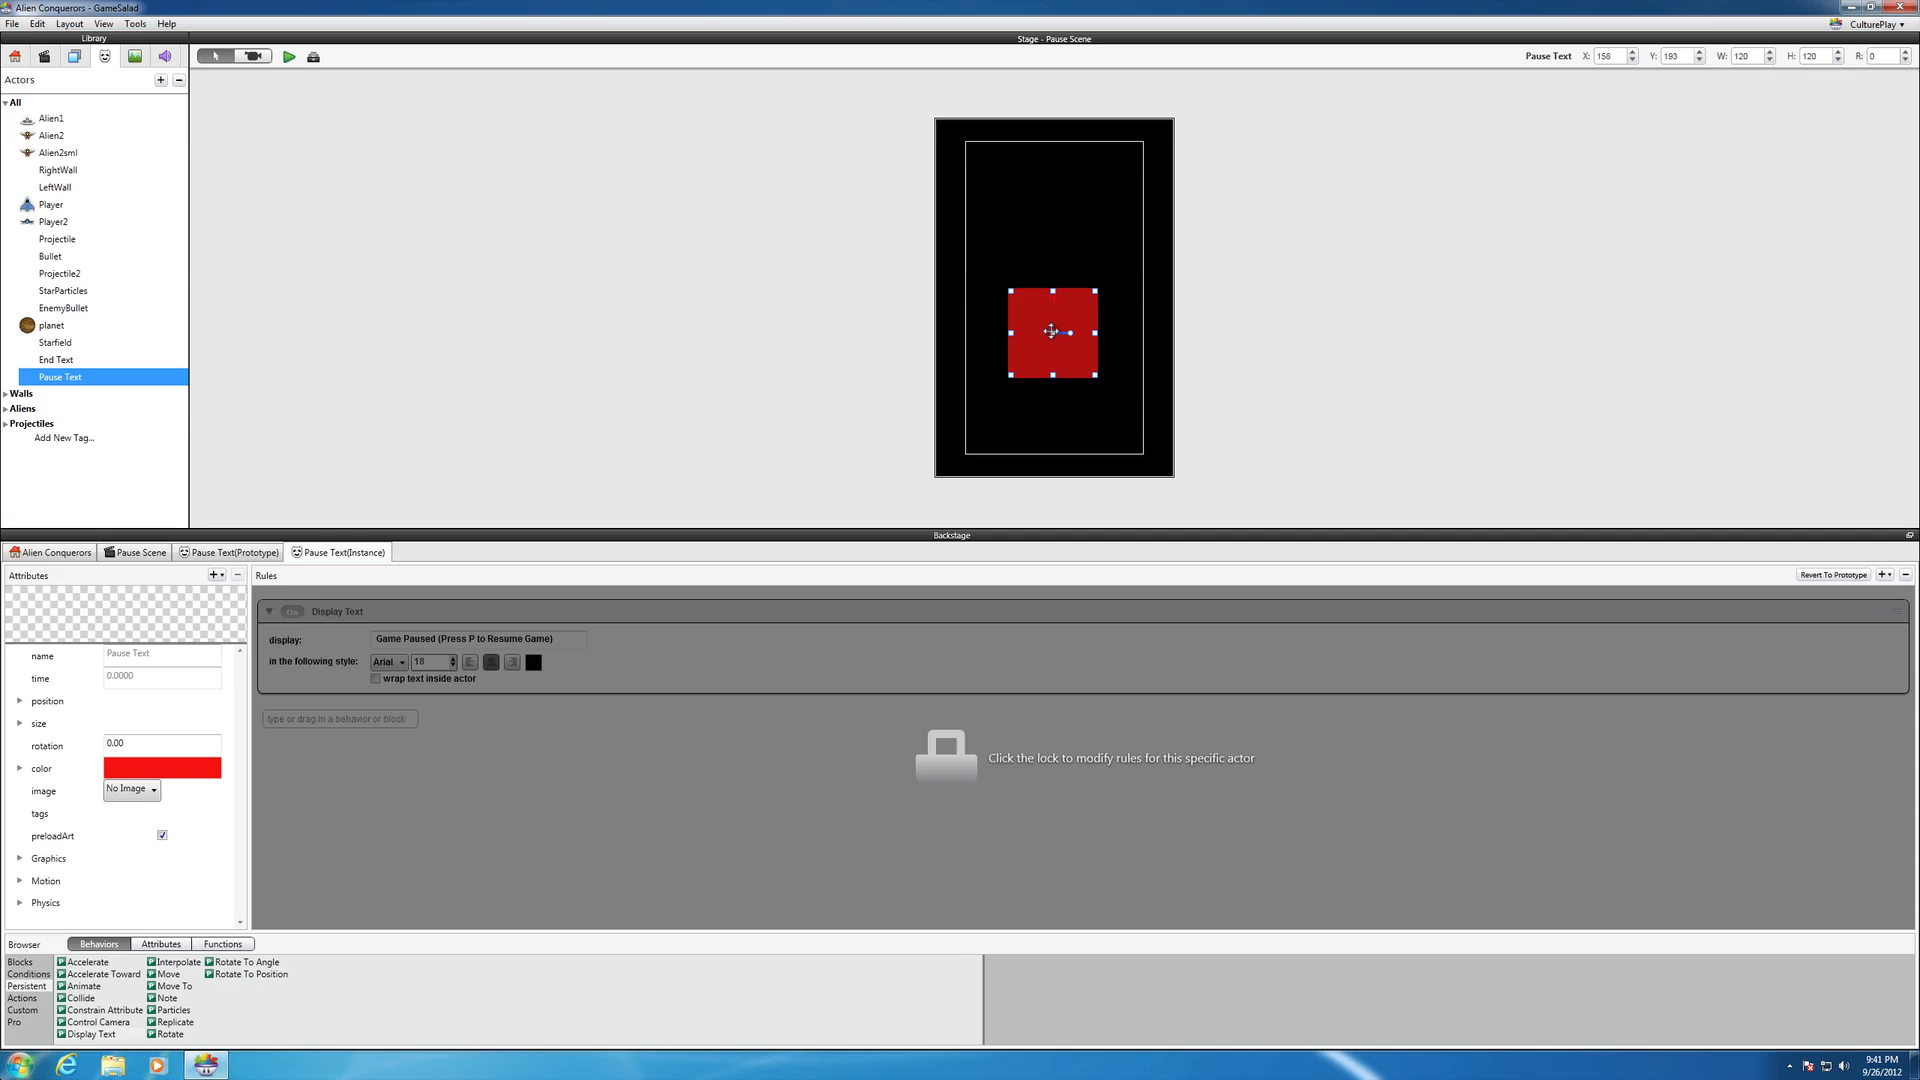 Alien Conquerors - GameSalad
File Edit Layout View Tools Help
CulturePlay
Library
Stage - Pause Scene
Pause Text X: 156 Y: 193 W: 120 H: 120 R: 0
Actors
All
Alien1
Alien2
Alien2sml
RightWall
LeftWall
Player
Player2
Projectile
Bullet
Projectile2
StarParticles
EnemyBullet
planet
Starfield
End Text
Pause Text
Walls
Aliens
Projectiles
Add New Tag...
Backstage
Alien Conquerors Pause Scene Pause Text(Prototype) Pause Text(Instance)
Attributes
Rules
Revert To Prototype
On Display Text
display: Game Paused (Press P to Resume Game)
in the following style: Arial 18
wrap text inside actor
type or drag in a behavior or block
Click the lock to modify rules for this specific actor
name Pause Text
time 0.0000
position
size
rotation 0.00
color
image No Image
tags
preloadArt
Graphics
Motion
Physics
Browser Behaviors Attributes Functions
Blocks
Conditions
Persistent
Actions
Custom
Pro
Accelerate
Accelerate Toward
Animate
Collide
Constrain Attribute
Control Camera
Display Text
Interpolate
Move
Move To
Note
Particles
Replicate
Rotate
Rotate To Angle
Rotate To Position
9:41 PM
9/26/2012